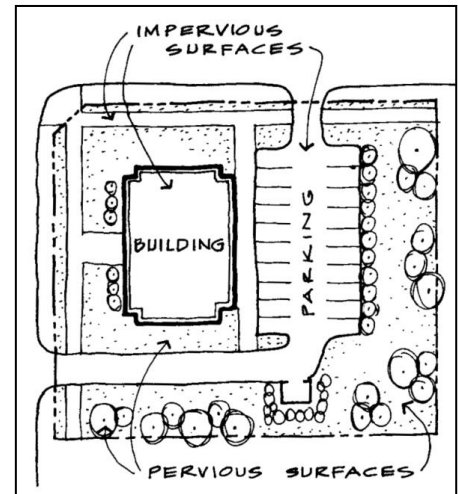 IMPERVIOUS
SURFACES
BUILDING
PARKING
PERVIOUS SURFACES